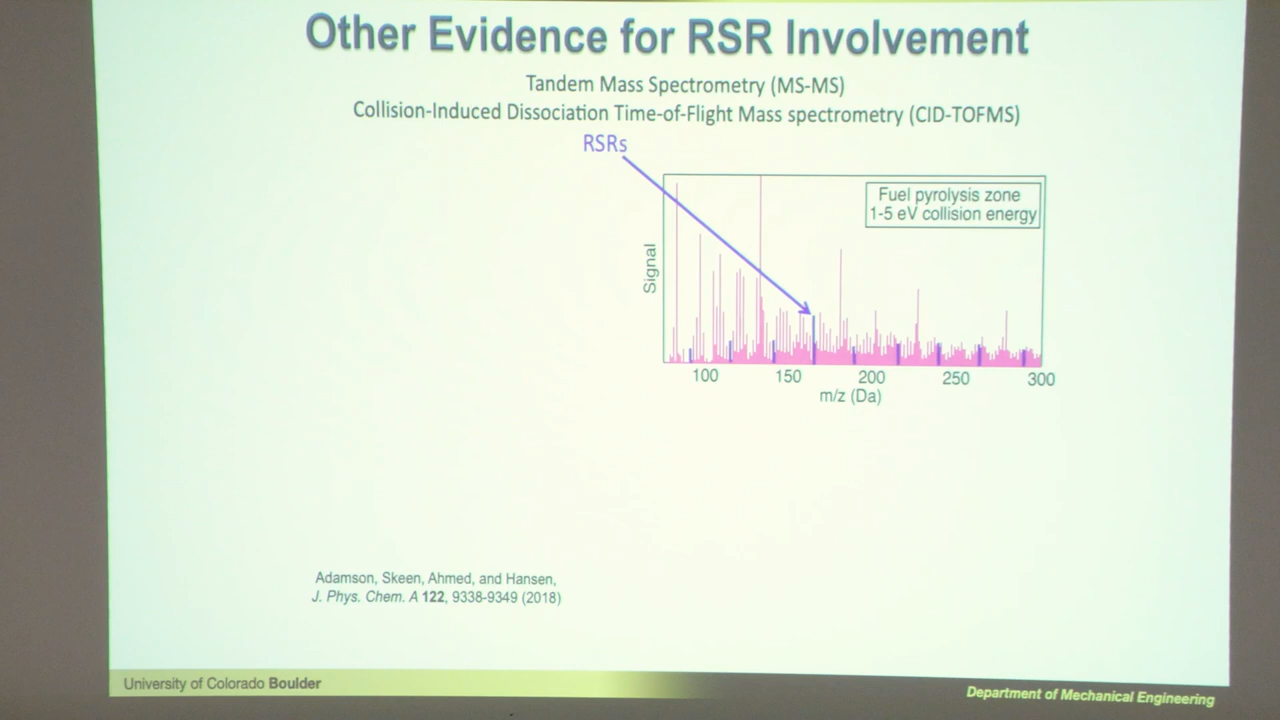 Other Evidence for RSR Involvement
Tandem Mass Spectrometry (MS-MS)
Collision-Induced Dissociation Time-of-Flight Mass spectrometry (CID-TOFMS)
RSRs
Fuel pyrolysis zone
1-5 eV collision energy
Signal
100 150 200 250 300
m/z (Da)
Adamson, Skeen, Ahmed, and Hansen,
J. Phys. Chem. A 122, 9338-9349 (2018)
University of Colorado Boulder
Department of Mechanical Engineering